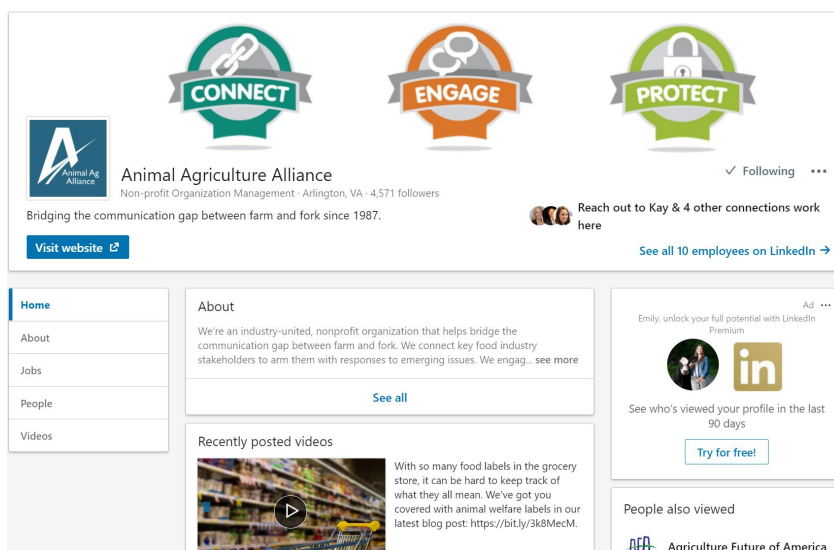 CONNECT
ENGAGE
PROTECT
Animal Ag
Alliance
Animal Agriculture Alliance
Non-profit Organization Management · Arlington, VA · 4,571 followers
Bridging the communication gap between farm and fork since 1987.
Visit website
Following
Reach out to Kay & 4 other connections work
here
See all 10 employees on LinkedIn →
Home
About
Jobs
People
Videos
About
We're an industry-united, nonprofit organization that helps bridge the
communication gap between farm and fork. We connect key food industry
stakeholders to arm them with responses to emerging issues. We engag... see more
See all
Recently posted videos
With so many food labels in the grocery
store, it can be hard to keep track of
what they all mean. We've got you
covered with animal welfare labels in our
latest blog post: https://bit.ly/3k8MecM.
Ad
Emily, unlock your full potential with LinkedIn
Premium
in
See who's viewed your profile in the last
90 days
Try for free!
People also viewed
Agriculture Future of America